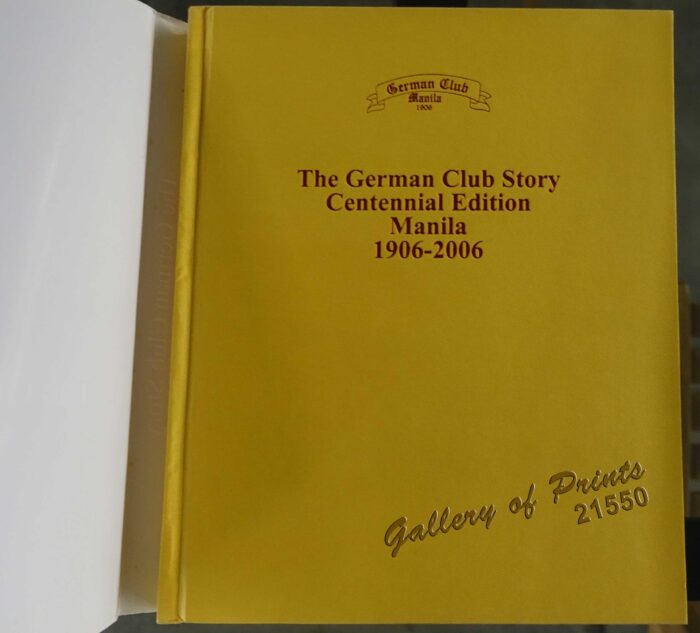 German Club
Manila
1906
The German Club Story
Centennial Edition
Manila
1906-2006
Gallery of Prints
21550